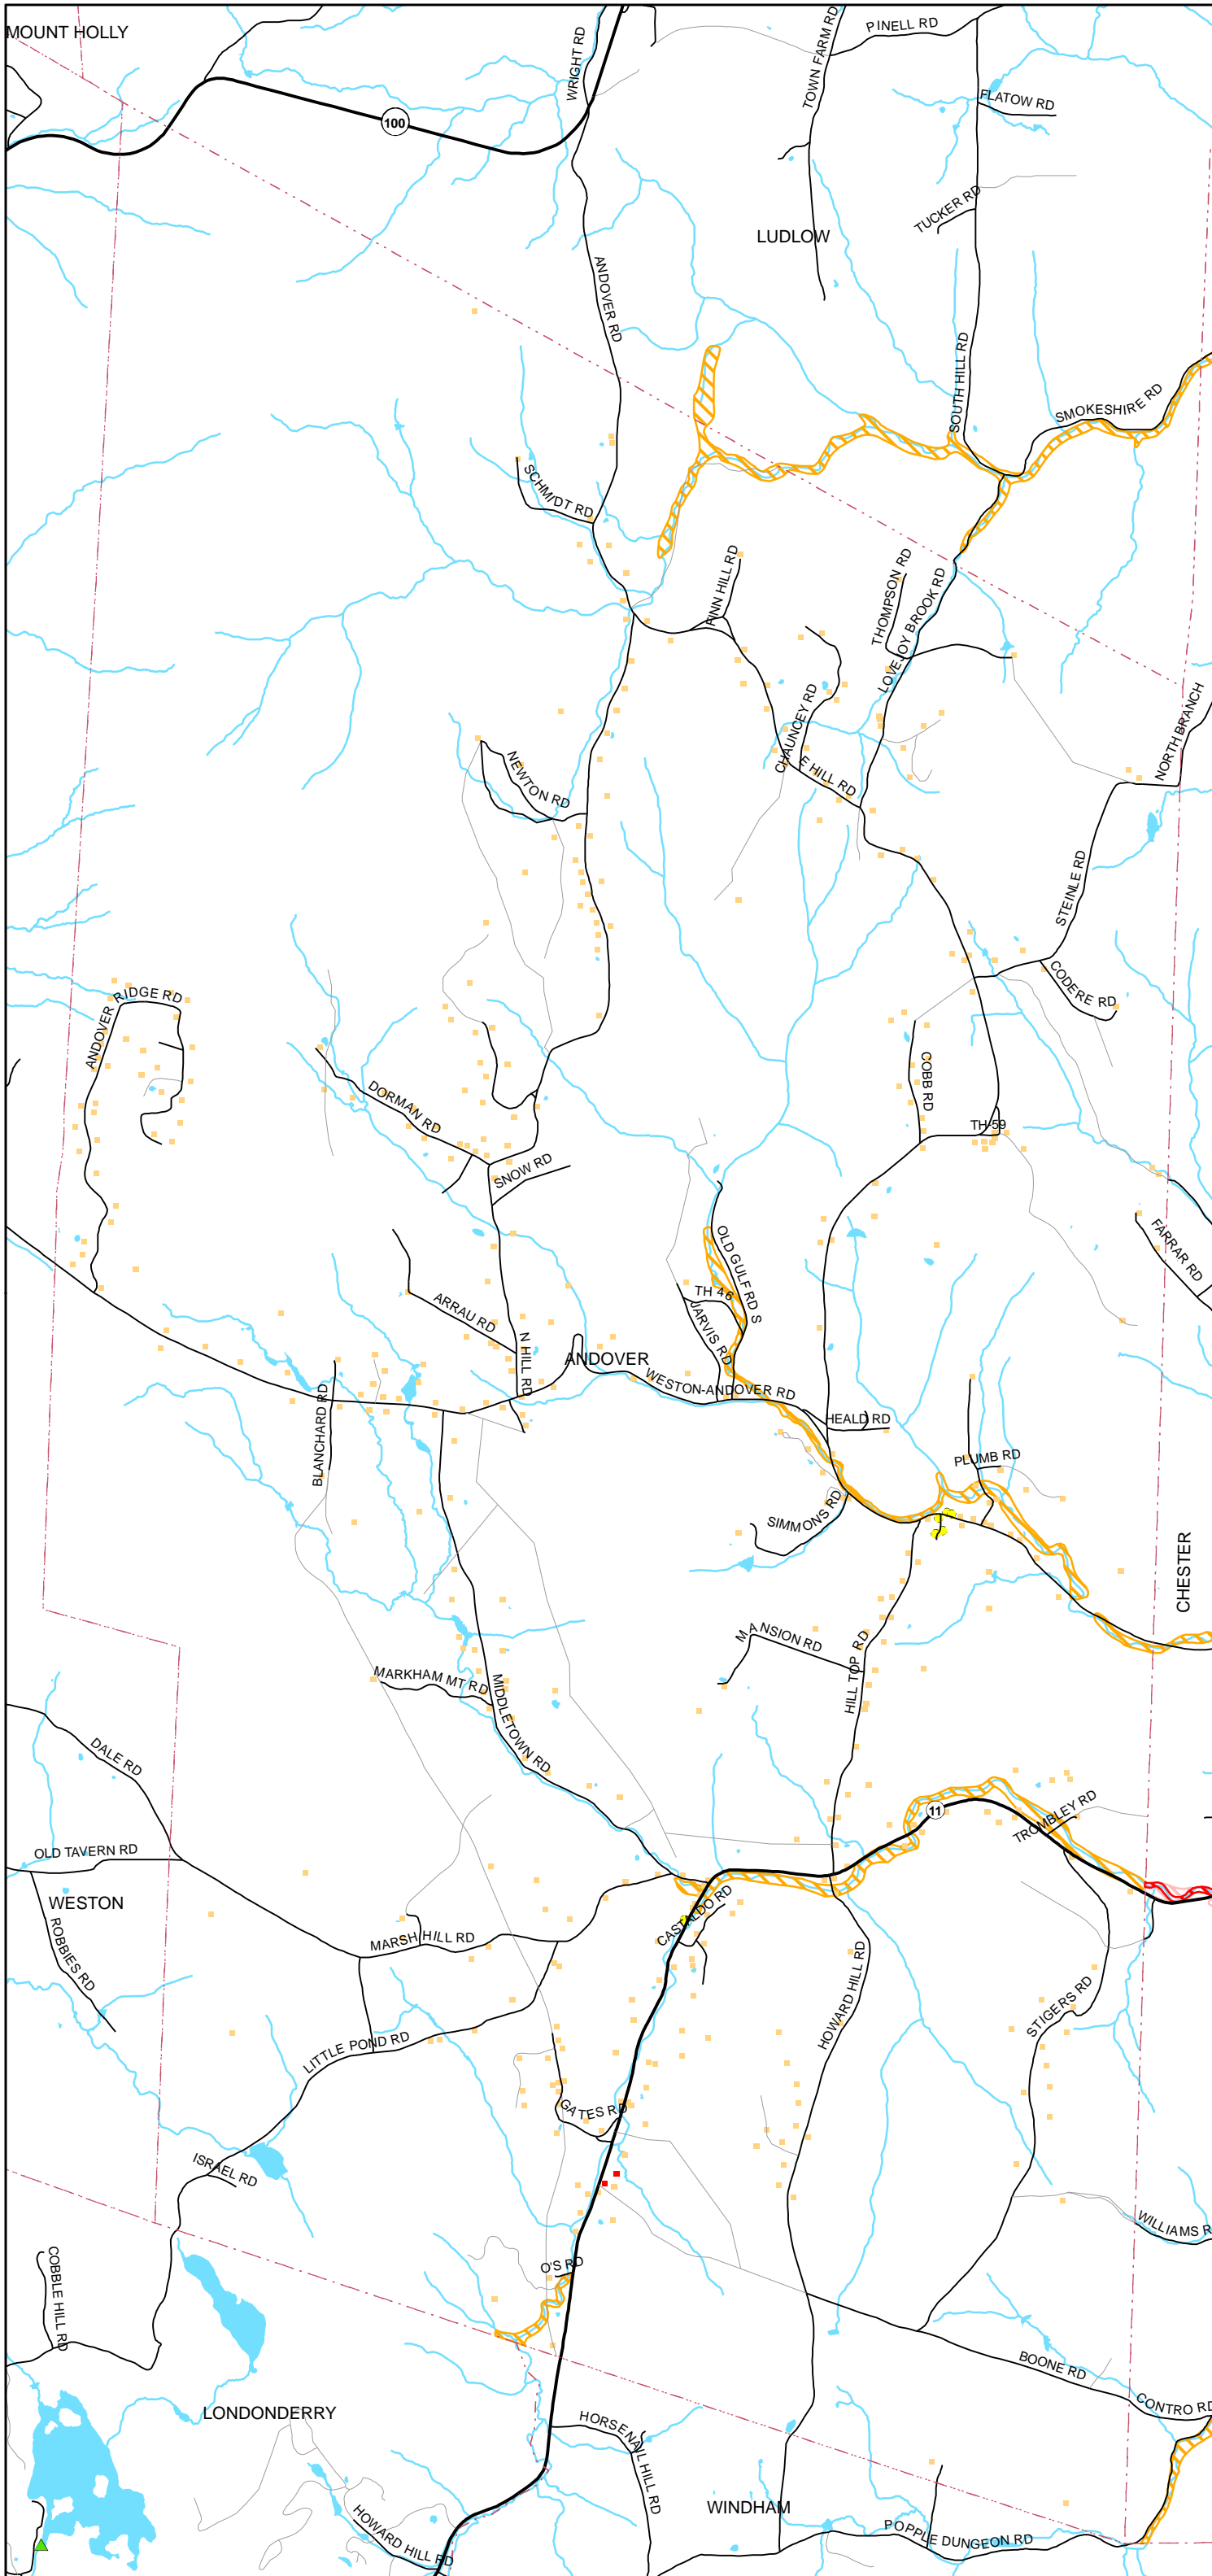 MOUNT HOLLY
WRIGHT RD
TOWN FARM RD
PINELL RD
FLATOW RD
100
TUCKER RD
LUDLOW
ANDOVER RD
SOUTH HILL RD
SMOKESHIRE RD
SCHMIDT RD
FINN HILL RD
THOMPSON RD
LOVEJOY BROOK RD
CHAUNCEY RD
NORTH BRANCH
E HILL RD
NEWTON RD
STEINLE RD
CODERE RD
ANDOVER RIDGE RD
COBB RD
DORMAN RD
TH-59
SNOW RD
OLD GULF RD S
FARRAR RD
TH 46
ARRAU RD
JARVIS RD
N HILL RD
ANDOVER
WESTON-ANDOVER RD
BLANCHARD RD
HEALD RD
PLUMB RD
SIMMONS RD
CHESTER
MANSION RD
HILL TOP RD
MARKHAM MT RD
MIDDLETOWN RD
DALE RD
11
TROMBLEY RD
OLD TAVERN RD
WESTON
CASTALDO RD
ROBBIES RD
MARSH HILL RD
HOWARD HILL RD
STIGERS RD
LITTLE POND RD
GATES RD
ISRAEL RD
WILLIAMS R
O'S RD
COBBLE HILL RD
BOONE RD
CONTRO RD
LONDONDERRY
HORSENAIL HILL RD
WINDHAM
HOWARD HILL RD
POPPLE DUNGEON RD